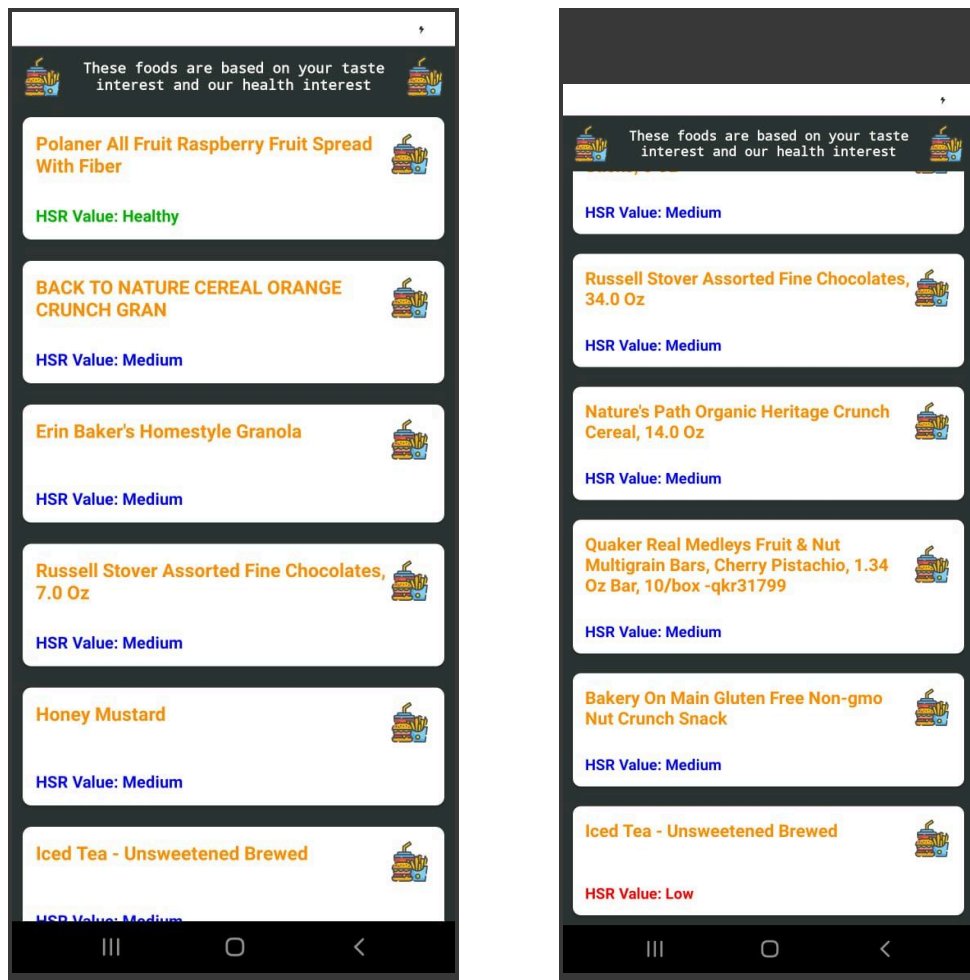 These foods are based on your taste
interest and our health interest
Polaner All Fruit Raspberry Fruit Spread
With Fiber
HSR Value: Healthy
BACK TO NATURE CEREAL ORANGE
CRUNCH GRAN
HSR Value: Medium
Erin Baker's Homestyle Granola
HSR Value: Medium
Russell Stover Assorted Fine Chocolates,
7.0 Oz
HSR Value: Medium
Honey Mustard
HSR Value: Medium
Iced Tea - Unsweetened Brewed
HSR Value: Medium
These foods are based on your taste
interest and our health interest
HSR Value: Medium
Russell Stover Assorted Fine Chocolates,
34.0 Oz
HSR Value: Medium
Nature's Path Organic Heritage Crunch
Cereal, 14.0 Oz
HSR Value: Medium
Quaker Real Medleys Fruit & Nut
Multigrain Bars, Cherry Pistachio, 1.34
Oz Bar, 10/box -qkr31799
HSR Value: Medium
Bakery On Main Gluten Free Non-gmo
Nut Crunch Snack
HSR Value: Medium
Iced Tea - Unsweetened Brewed
HSR Value: Low